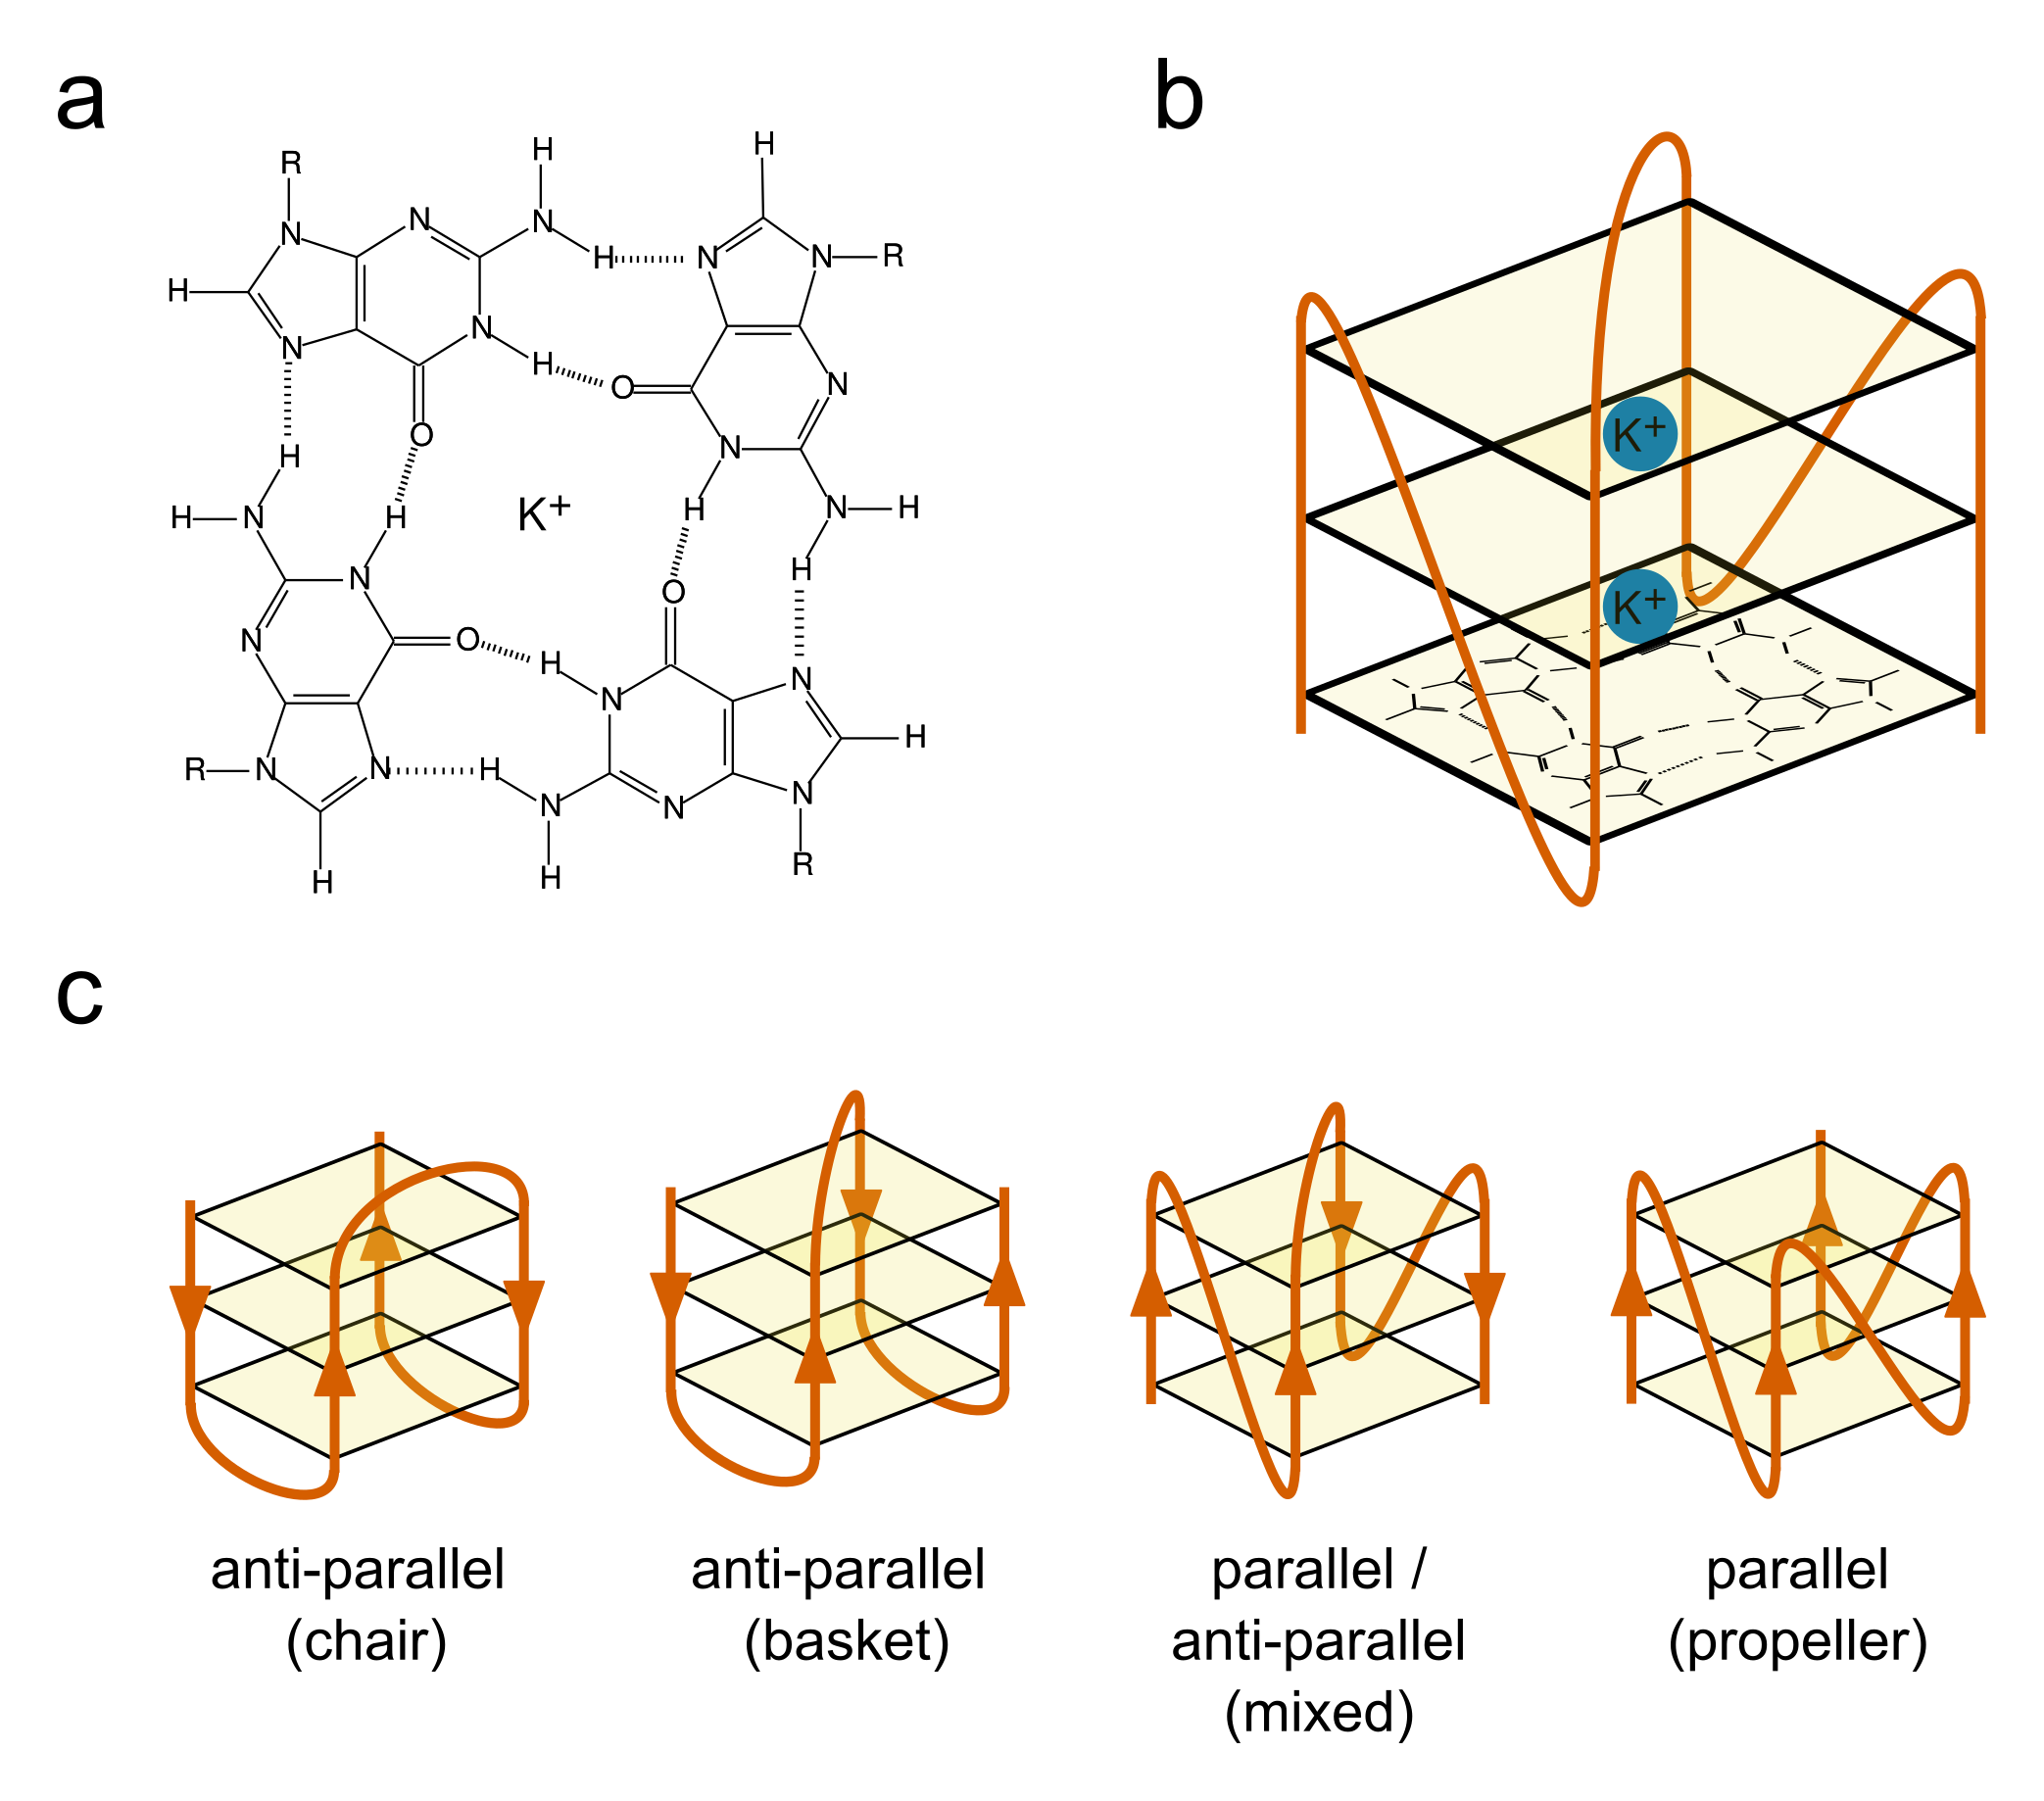 a
b
H
R
H
N
N
N
H
N
N
R
H
N
N
H
O
N
O
H
N
H
H
N
H
K+
H
N
H
O
H
N
N
O
H
N
N
R
N
N
H
N
N
N
H
R
H
H
K+
K+
c
anti-parallel
(chair)
anti-parallel
(basket)
parallel /
anti-parallel
(mixed)
parallel
(propeller)